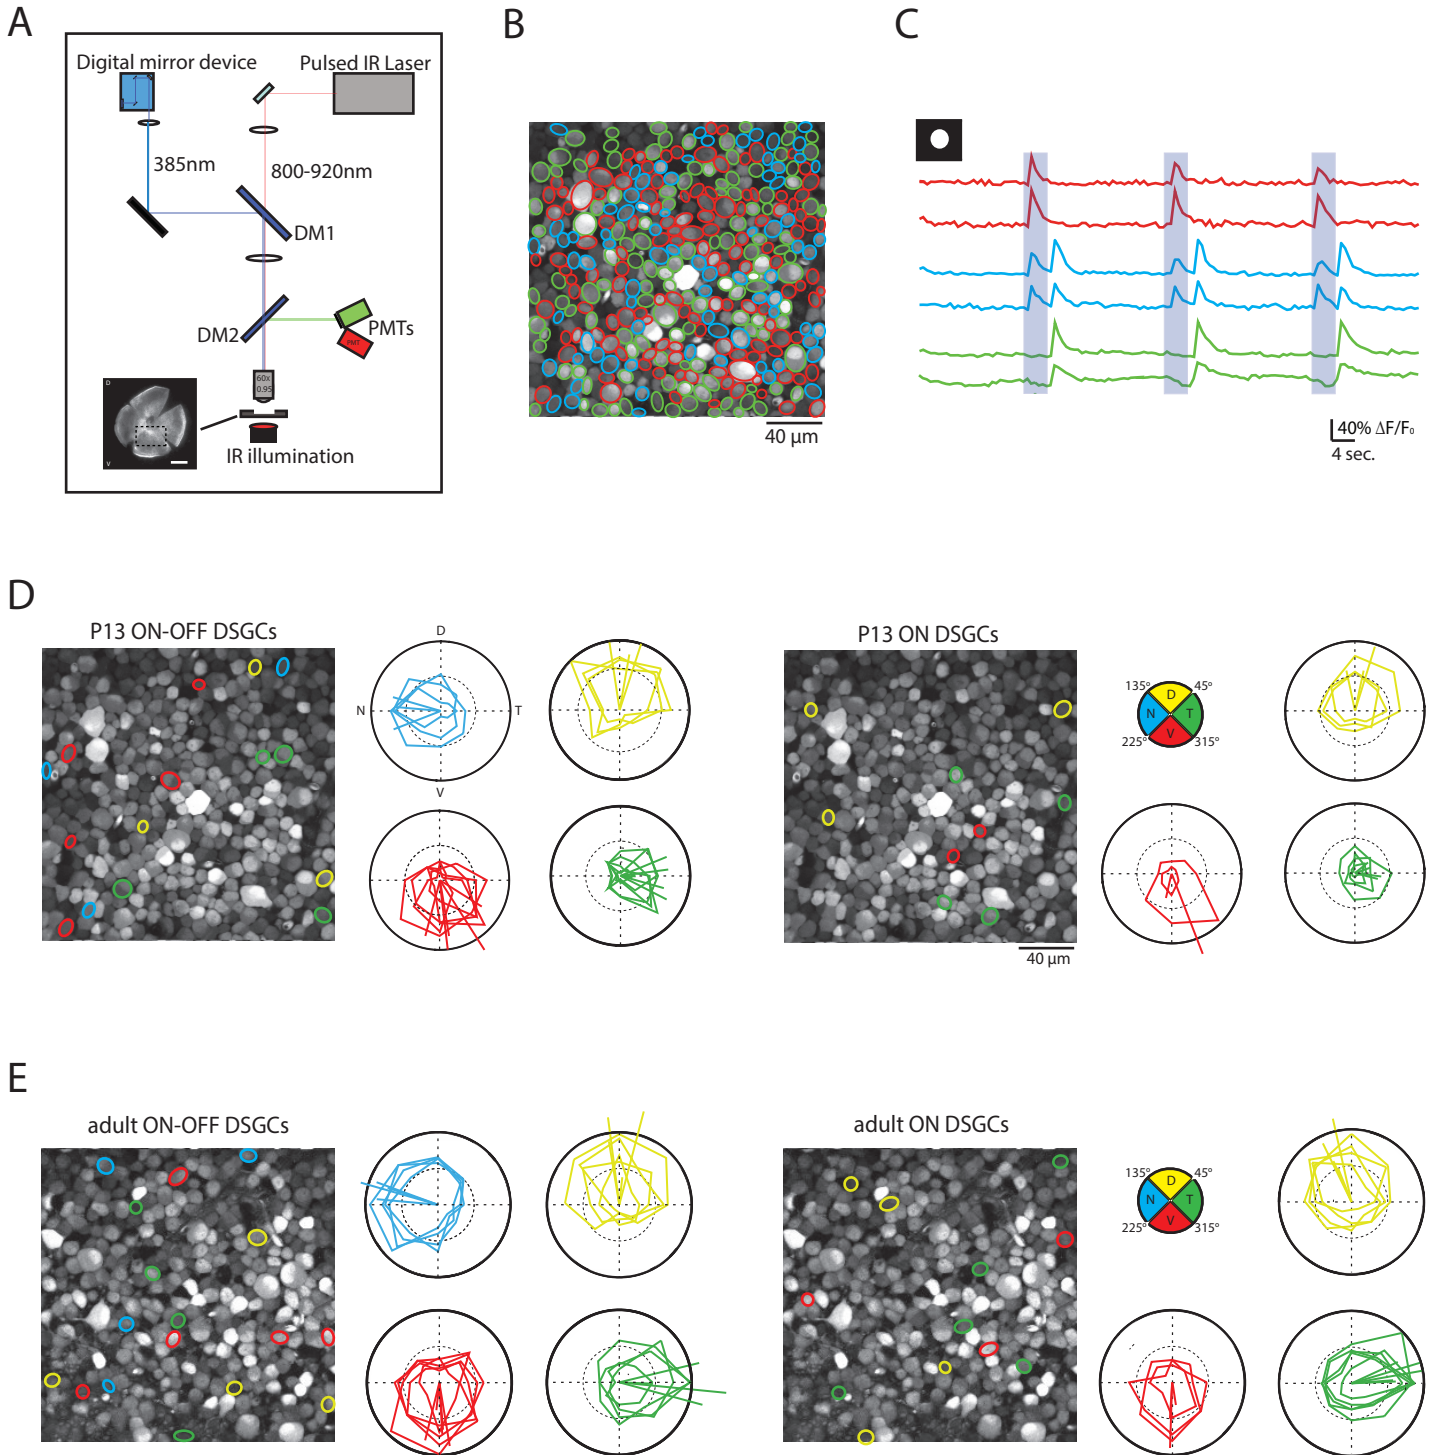 A
B
C
Digital mirror device
Pulsed IR Laser
385nm
800-920nm
DM1
DM2
PMTs
PMT
60x
0.95
D
V
IR illumination
40 µm
40% ΔF/F₀
4 sec.
D
P13 ON-OFF DSGCs
D
N
T
V
P13 ON DSGCs
135°
45°
D
N
T
V
225°
315°
40 µm
E
adult ON-OFF DSGCs
adult ON DSGCs
135°
45°
D
N
T
V
225°
315°